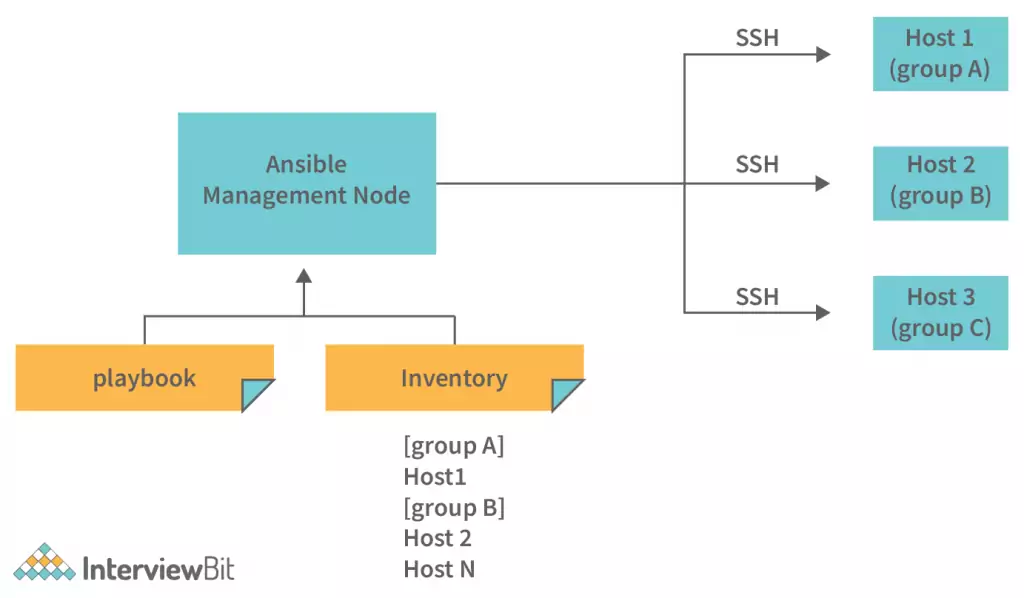 SSH
Host 1
(group A)
Ansible
Management Node
SSH
Host 2
(group B)
SSH
Host 3
(group C)
playbook
Inventory
[group A]
Host1
[group B]
Host 2
Host N
InterviewBit